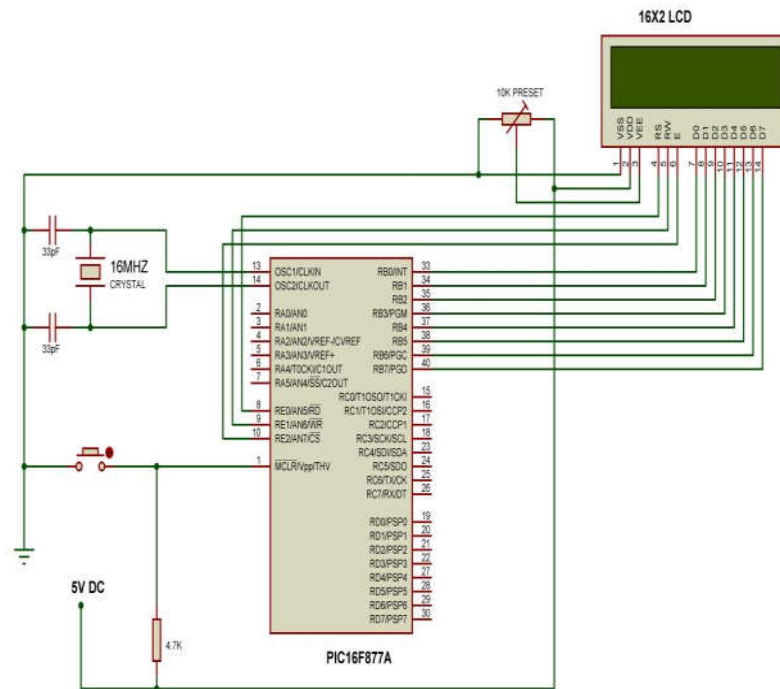 16X2 LCD
10K PRESET
VSS
VDD
VEE
RS
RW
E
D0
D1
D2
D3
D4
D5
D6
D7
1
2
3
4
5
6
7
8
9
10
11
12
13
14
33pF
16MHZ
CRYSTAL
33pF
13 OSC1/CLKIN RB0/INT 33
14 OSC2/CLKOUT RB1 34
RB2 35
2 RA0/AN0 RB3/PGM 36
3 RA1/AN1 RB4 37
4 RA2/AN2/VREF-/CVREF RB5 38
5 RA3/AN3/VREF+ RB6/PGC 39
6 RA4/T0CKI/C1OUT RB7/PGD 40
7 RA5/AN4/SS/C2OUT
RC0/T1OSO/T1CKI 15
8 RE0/AN5/RD RC1/T1OSI/CCP2 16
9 RE1/AN6/WR RC2/CCP1 17
10 RE2/AN7/CS RC3/SCK/SCL 18
RC4/SDI/SDA 23
1 MCLR/Vpp/THV RC5/SDO 24
RC6/TX/CK 25
RC7/RX/DT 26
RD0/PSP0 19
RD1/PSP1 20
RD2/PSP2 21
RD3/PSP3 22
RD4/PSP4 27
RD5/PSP5 28
RD6/PSP6 29
RD7/PSP7 30
5V DC
4.7K
PIC16F877A